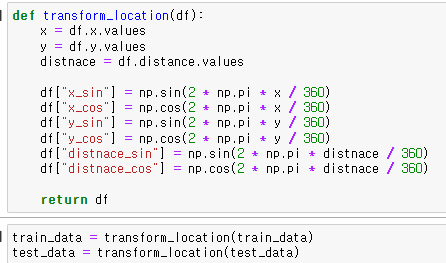 def transform_location(df):
    x = df.x.values
    y = df.y.values
    distnace = df.distance.values

    df["x_sin"] = np.sin(2 * np.pi * x / 360)
    df["x_cos"] = np.cos(2 * np.pi * x / 360)
    df["y_sin"] = np.sin(2 * np.pi * y / 360)
    df["y_cos"] = np.cos(2 * np.pi * y / 360)
    df["distnace_sin"] = np.sin(2 * np.pi * distnace / 360)
    df["distnace_cos"] = np.cos(2 * np.pi * distnace / 360)

    return df

train_data = transform_location(train_data)
test_data = transform_location(test_data)